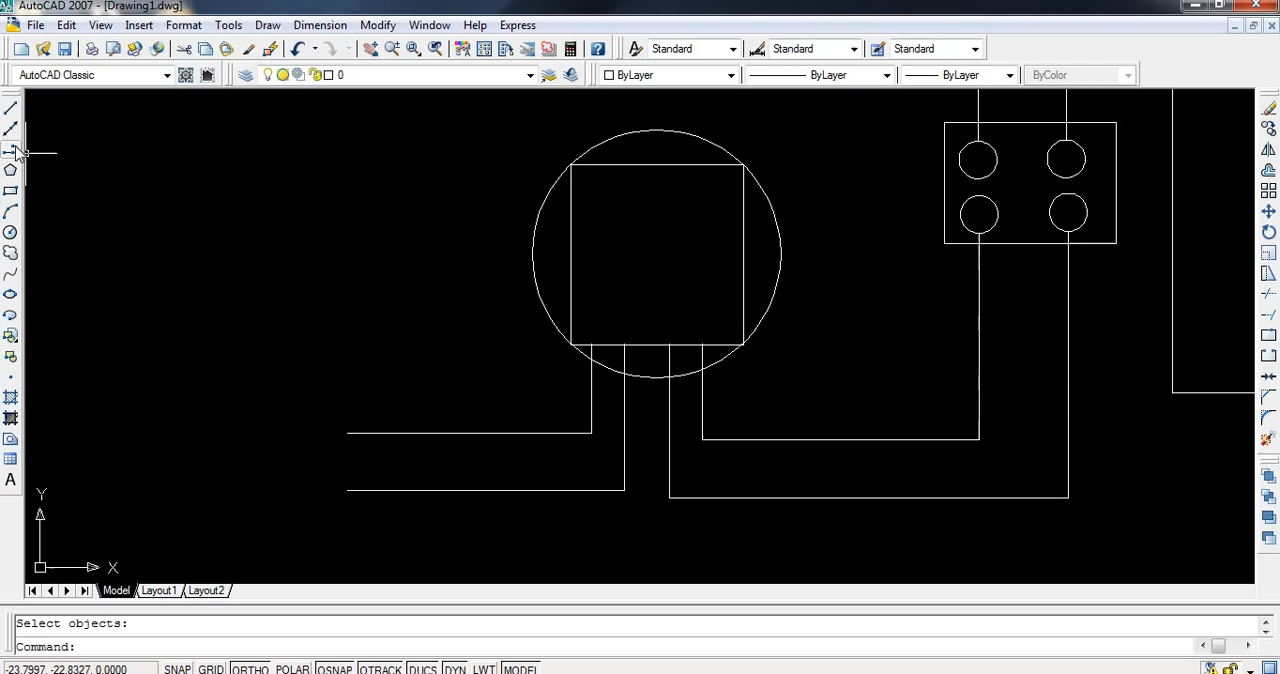 AutoCAD 2007 - [Drawing1.dwg]
File Edit View Insert Format Tools Draw Dimension Modify Window Help Express
Standard Standard Standard
AutoCAD Classic 0 ByLayer ByLayer ByLayer ByColor
A
Y
X
Model Layout1 Layout2
Select objects:
Command:
-23.7997, -22.8327, 0.0000 SNAP GRID ORTHO POLAR OSNAP OTRACK DUCS DYN LWT MODEL